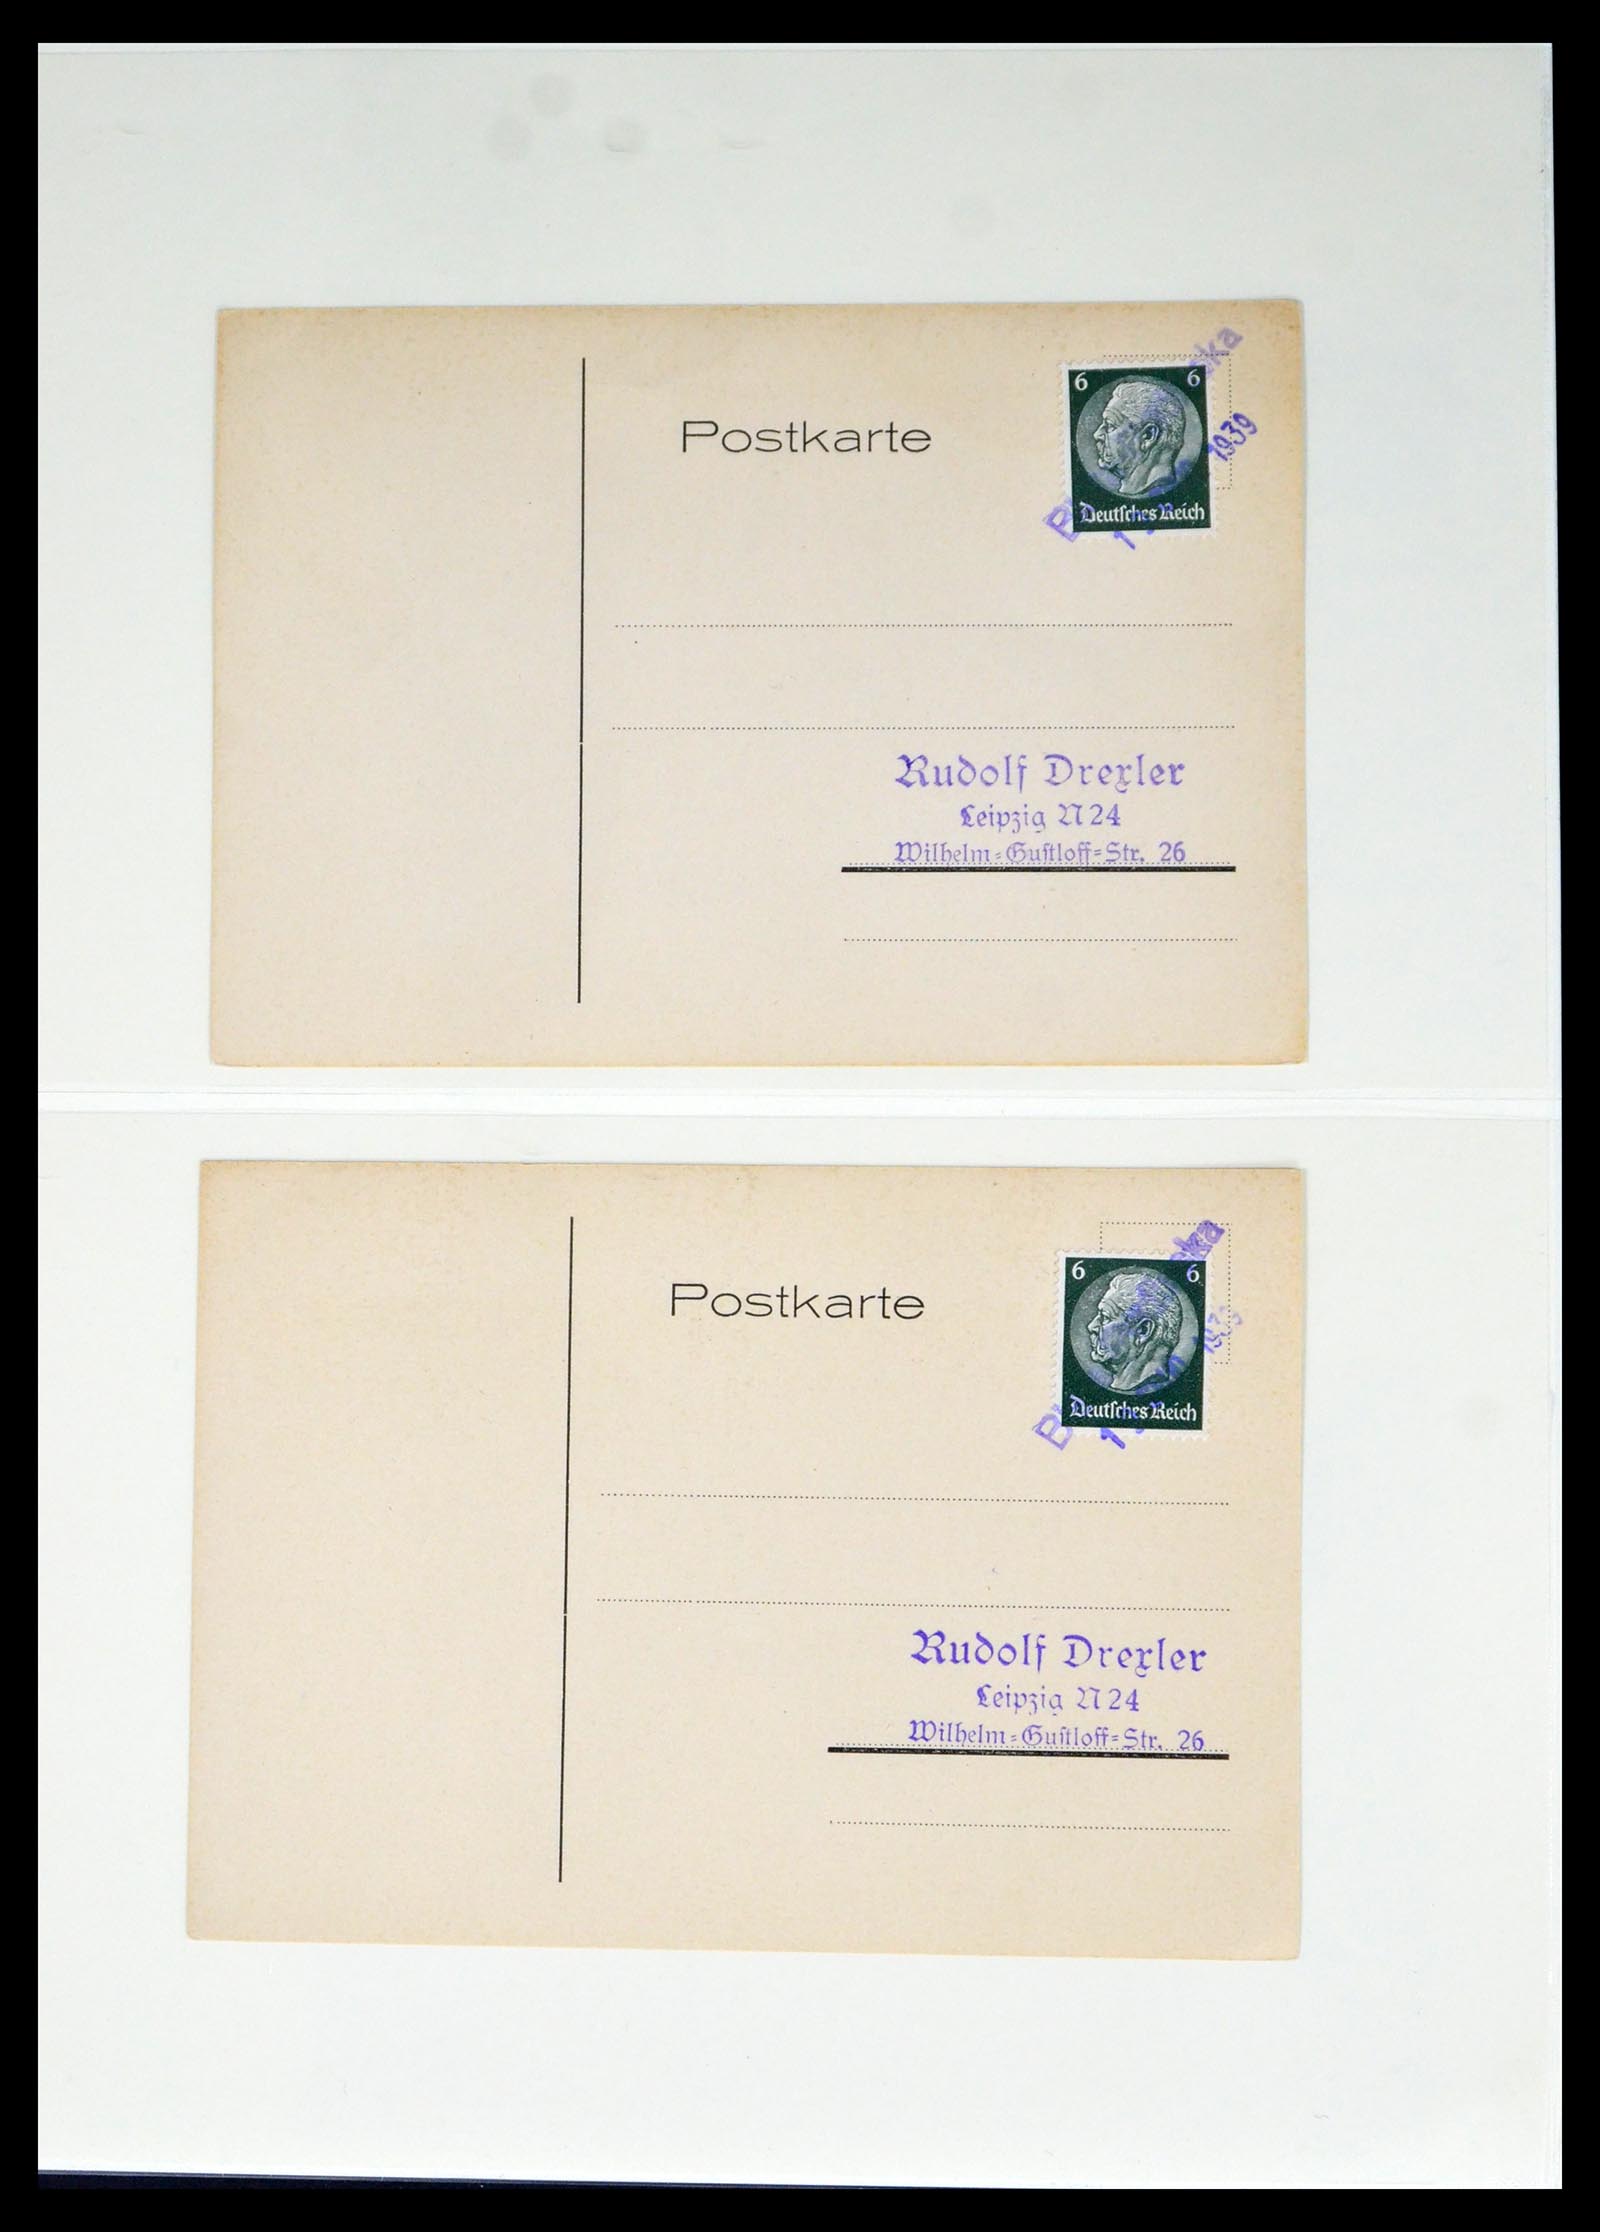 Postkarte
6 6
Deutsches Reich
1939
Rudolf Drexler
Leipzig N 24
Wilhelm-Gustloff-Str. 26
Postkarte
6 6
Deutsches Reich
Rudolf Drexler
Leipzig N 24
Wilhelm-Gustloff-Str. 26